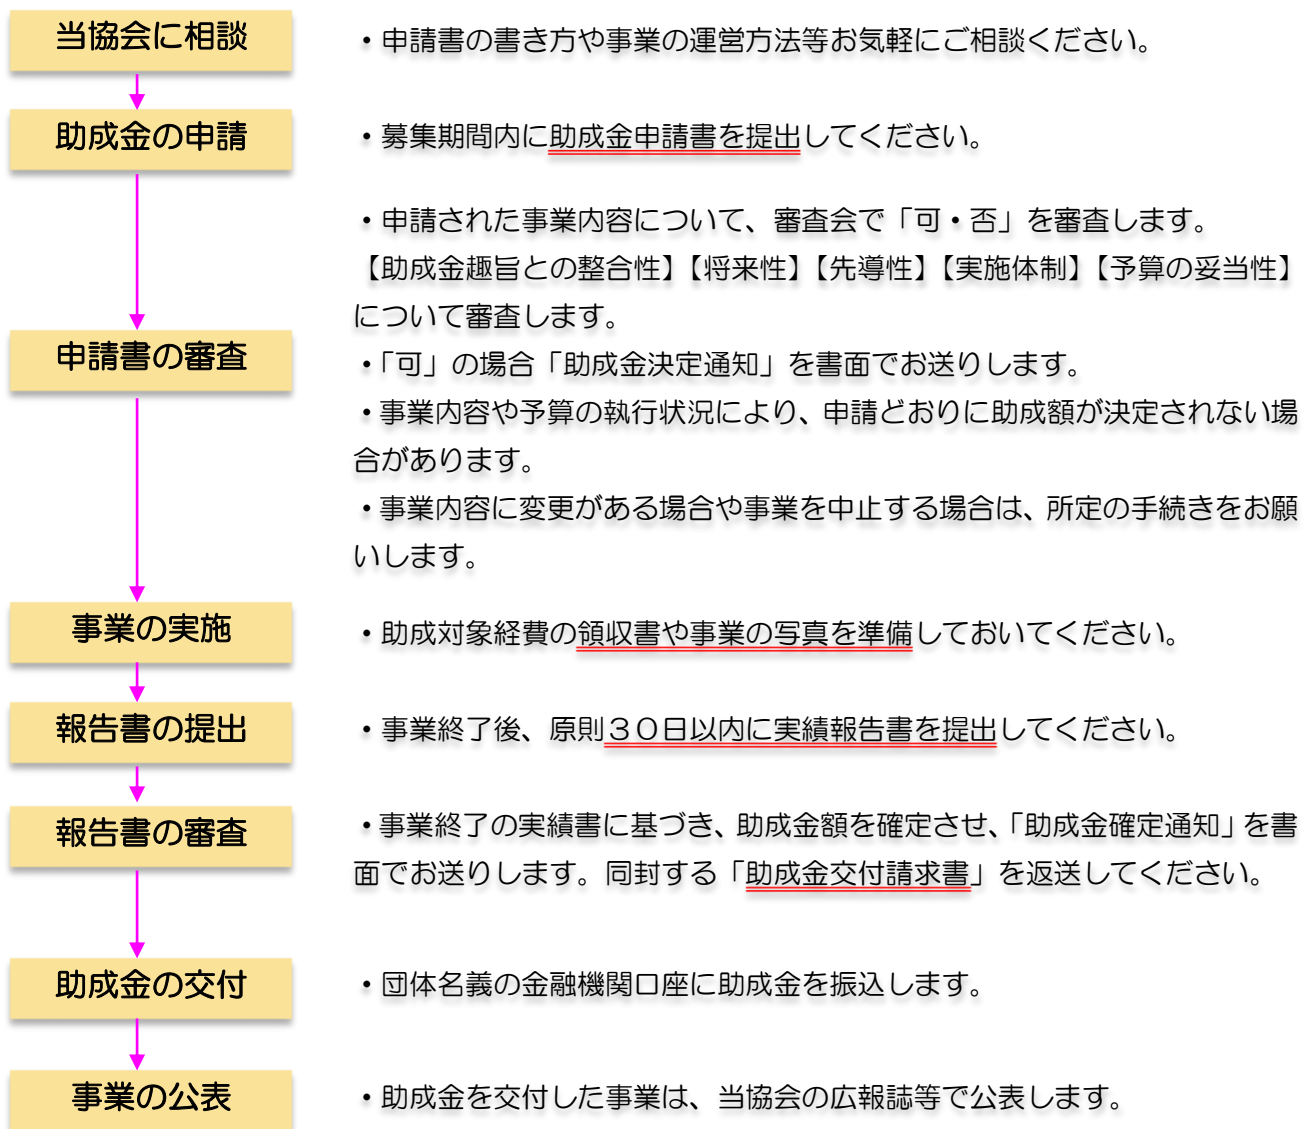 当協会に相談
・申請書の書き方や事業の運営方法等お気軽にご相談ください。
助成金の申請
・募集期間内に助成金申請書を提出してください。
・申請された事業内容について、審査会で「可・否」を審査します。
【助成金趣旨との整合性】【将来性】【先導性】【実施体制】【予算の妥当性】
について審査します。
申請書の審査
・「可」の場合「助成金決定通知」を書面でお送りします。
・事業内容や予算の執行状況により、申請どおりに助成額が決定されない場
合があります。
・事業内容に変更がある場合や事業を中止する場合は、所定の手続きをお願
いします。
事業の実施
・助成対象経費の領収書や事業の写真を準備しておいてください。
報告書の提出
・事業終了後、原則３０日以内に実績報告書を提出してください。
報告書の審査
・事業終了の実績書に基づき、助成金額を確定させ、「助成金確定通知」を書
面でお送りします。同封する「助成金交付請求書」を返送してください。
助成金の交付
・団体名義の金融機関口座に助成金を振込します。
事業の公表
・助成金を交付した事業は、当協会の広報誌等で公表します。